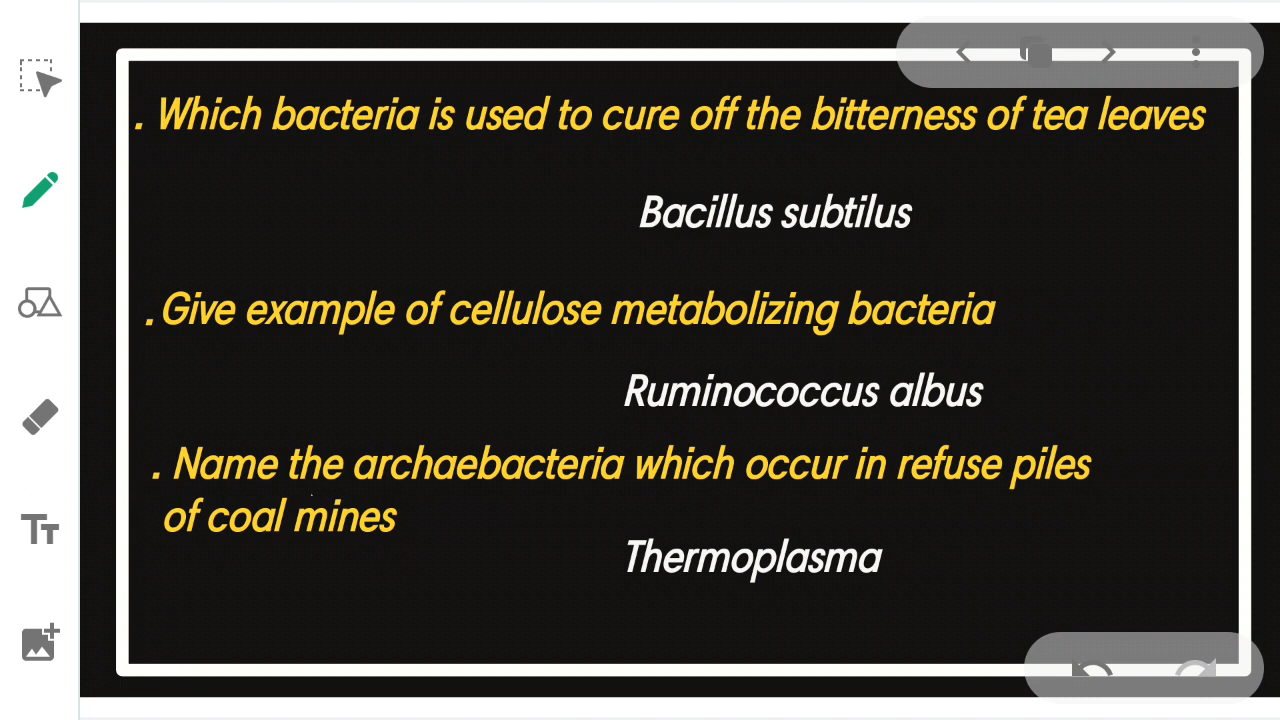 . Which bacteria is used to cure off the bitterness of tea leaves
Bacillus subtilus
. Give example of cellulose metabolizing bacteria
Ruminococcus albus
. Name the archaebacteria which occur in refuse piles
of coal mines
Thermoplasma